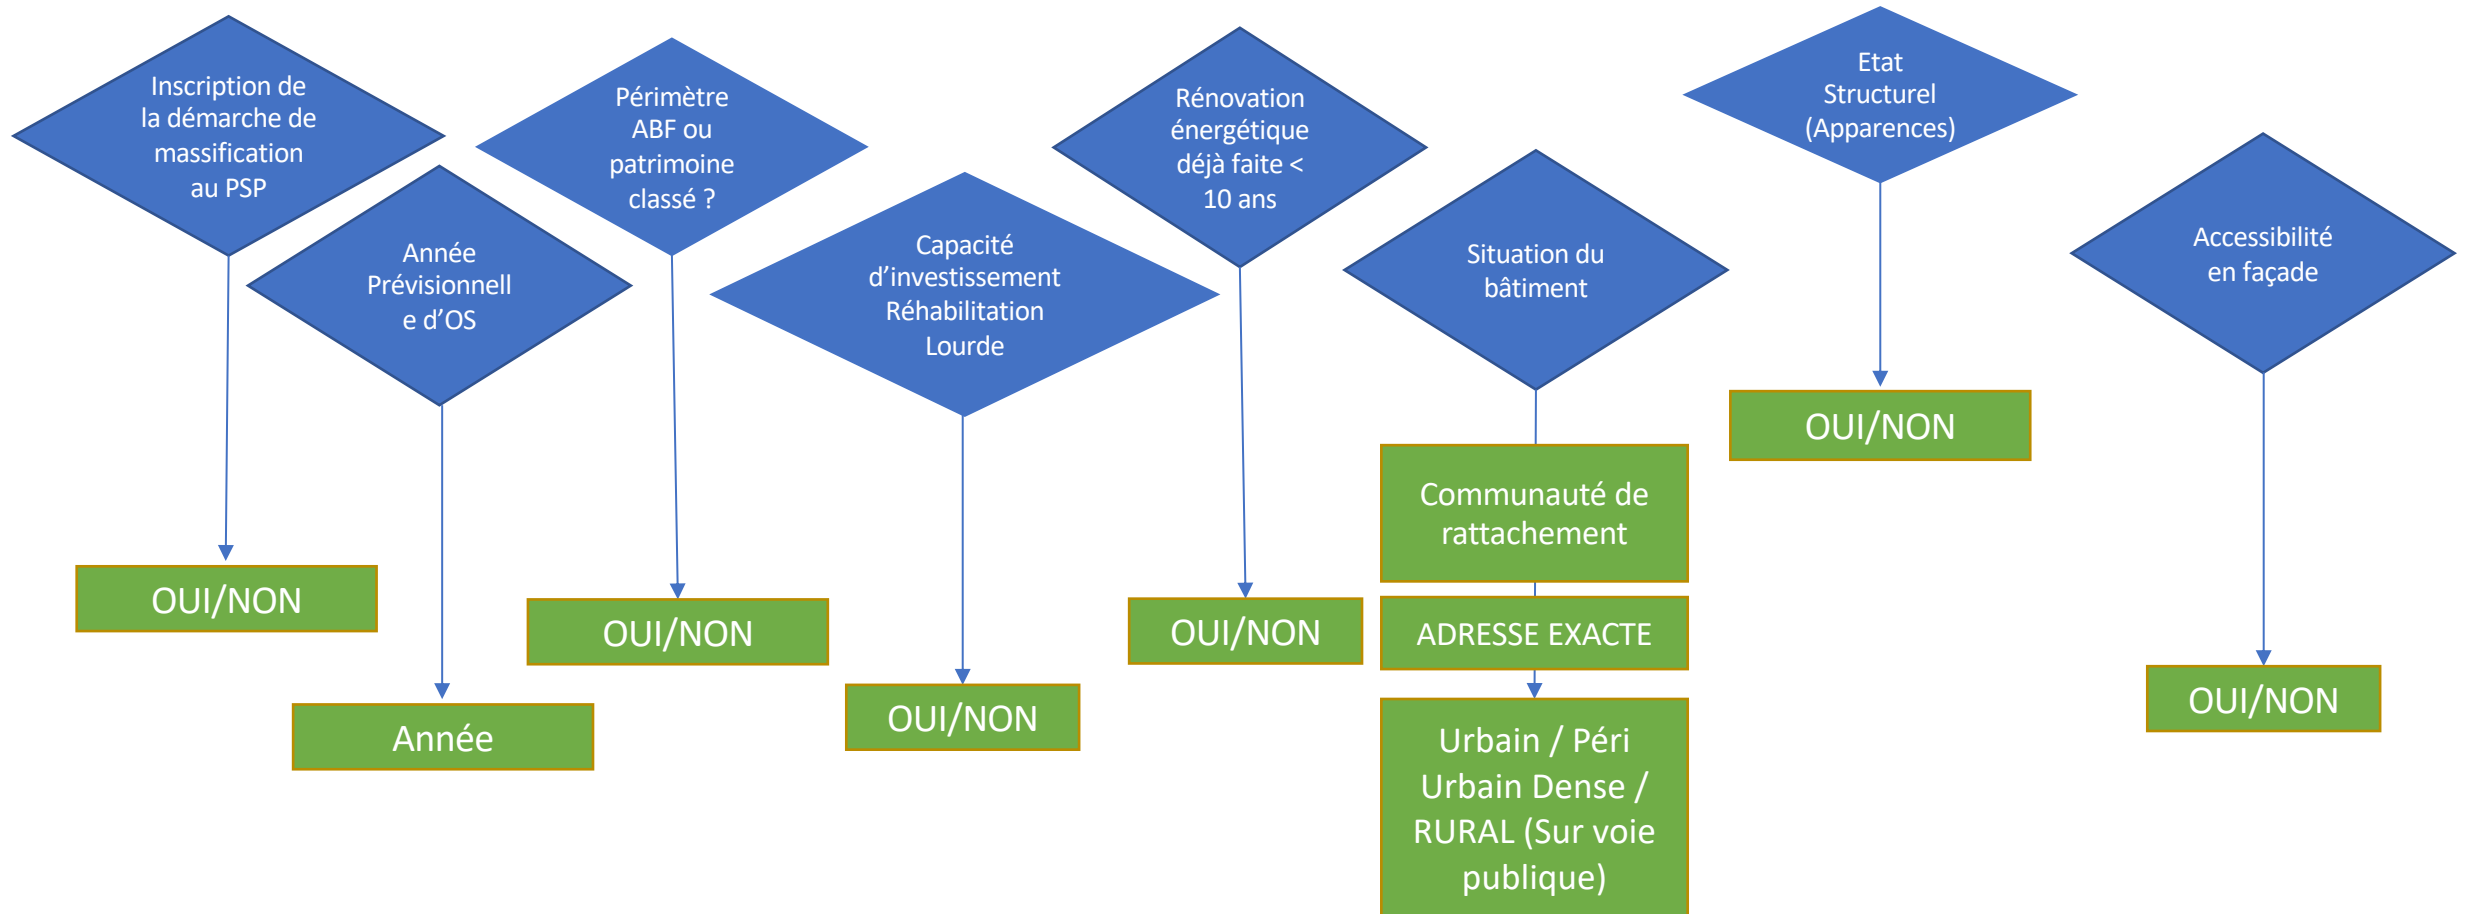 Inscription de
la démarche de
massification
au PSP
Année
Prévisionnell
e d’OS
Périmètre
ABF ou
patrimoine
classé ?
Capacité
d’investissement
Réhabilitation
Lourde
Rénovation
énergétique
déjà faite <
10 ans
Situation du
bâtiment
Etat
Structurel
(Apparences)
Accessibilité
en façade
OUI/NON
Année
OUI/NON
OUI/NON
OUI/NON
Communauté de
rattachement
ADRESSE EXACTE
Urbain / Péri
Urbain Dense /
RURAL (Sur voie
publique)
OUI/NON
OUI/NON